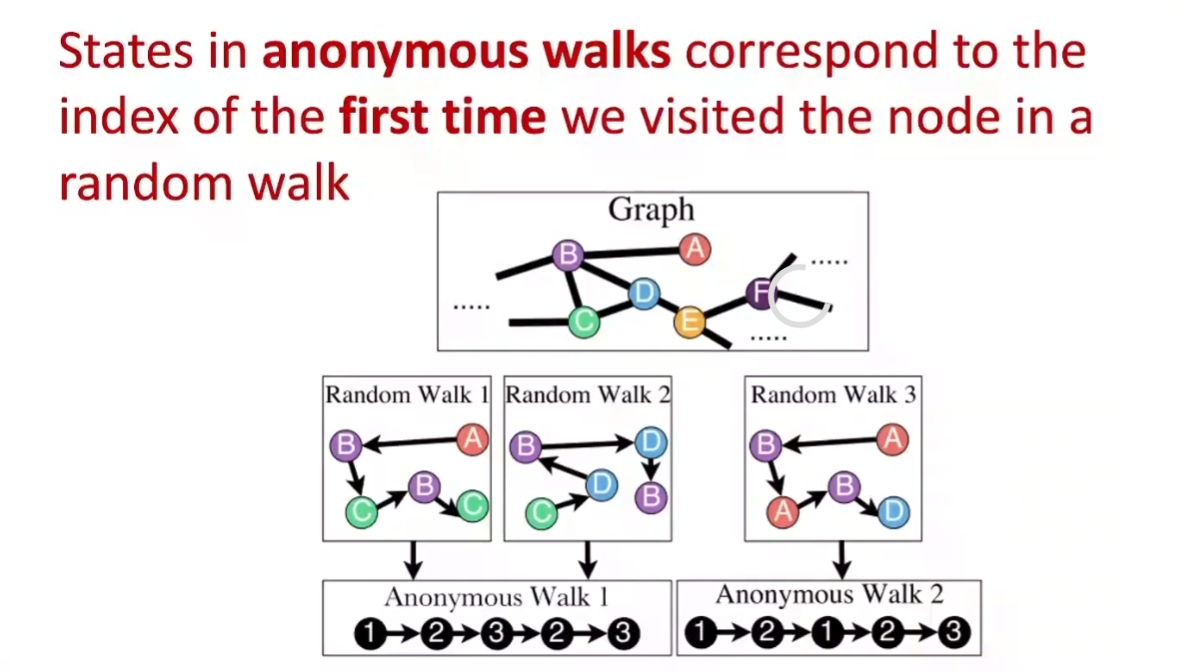 States in anonymous walks correspond to the
index of the first time we visited the node in a
random walk
Graph
B
A
D
F
C
E
.....
.....
.....
Random Walk 1
B
A
B
C
C
Random Walk 2
B
D
D
B
C
Random Walk 3
B
A
B
A
D
Anonymous Walk 1
1 2 3 2 3
Anonymous Walk 2
1 2 1 2 3